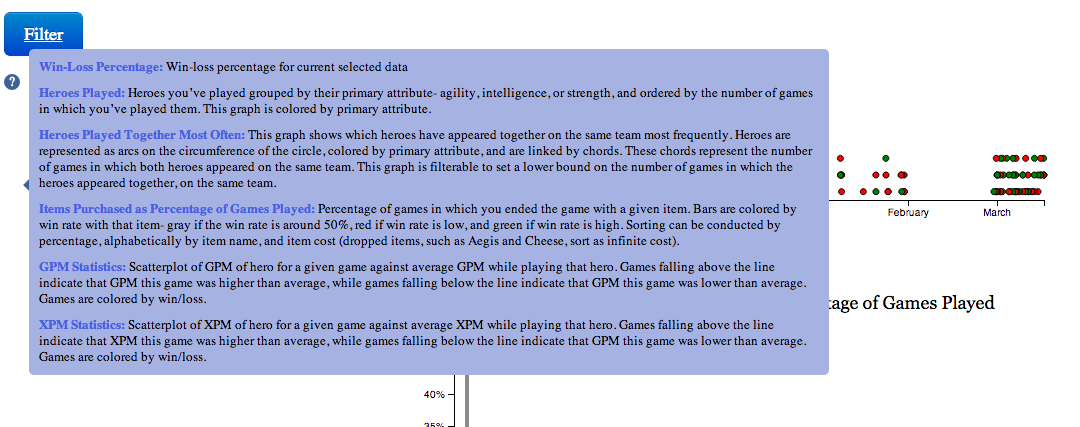 Filter
?
Win-Loss Percentage: Win-loss percentage for current selected data
Heroes Played: Heroes you've played grouped by their primary attribute- agility, intelligence, or strength, and ordered by the number of games
in which you've played them. This graph is colored by primary attribute.
Heroes Played Together Most Often: This graph shows which heroes have appeared together on the same team most frequently. Heroes are
represented as arcs on the circumference of the circle, colored by primary attribute, and are linked by chords. These chords represent the number
of games in which both heroes appeared on the same team. This graph is filterable to set a lower bound on the number of games in which the
heroes appeared together, on the same team.
Items Purchased as Percentage of Games Played: Percentage of games in which you ended the game with a given item. Bars are colored by
win rate with that item- gray if the win rate is around 50%, red if win rate is low, and green if win rate is high. Sorting can be conducted by
percentage, alphabetically by item name, and item cost (dropped items, such as Aegis and Cheese, sort as infinite cost).
GPM Statistics: Scatterplot of GPM of hero for a given game against average GPM while playing that hero. Games falling above the line
indicate that GPM this game was higher than average, while games falling below the line indicate that GPM this game was lower than average.
Games are colored by win/loss.
XPM Statistics: Scatterplot of XPM of hero for a given game against average XPM while playing that hero. Games falling above the line
indicate that XPM this game was higher than average, while games falling below the line indicate that GPM this game was lower than average.
Games are colored by win/loss.
February March
tage of Games Played
40%
35%